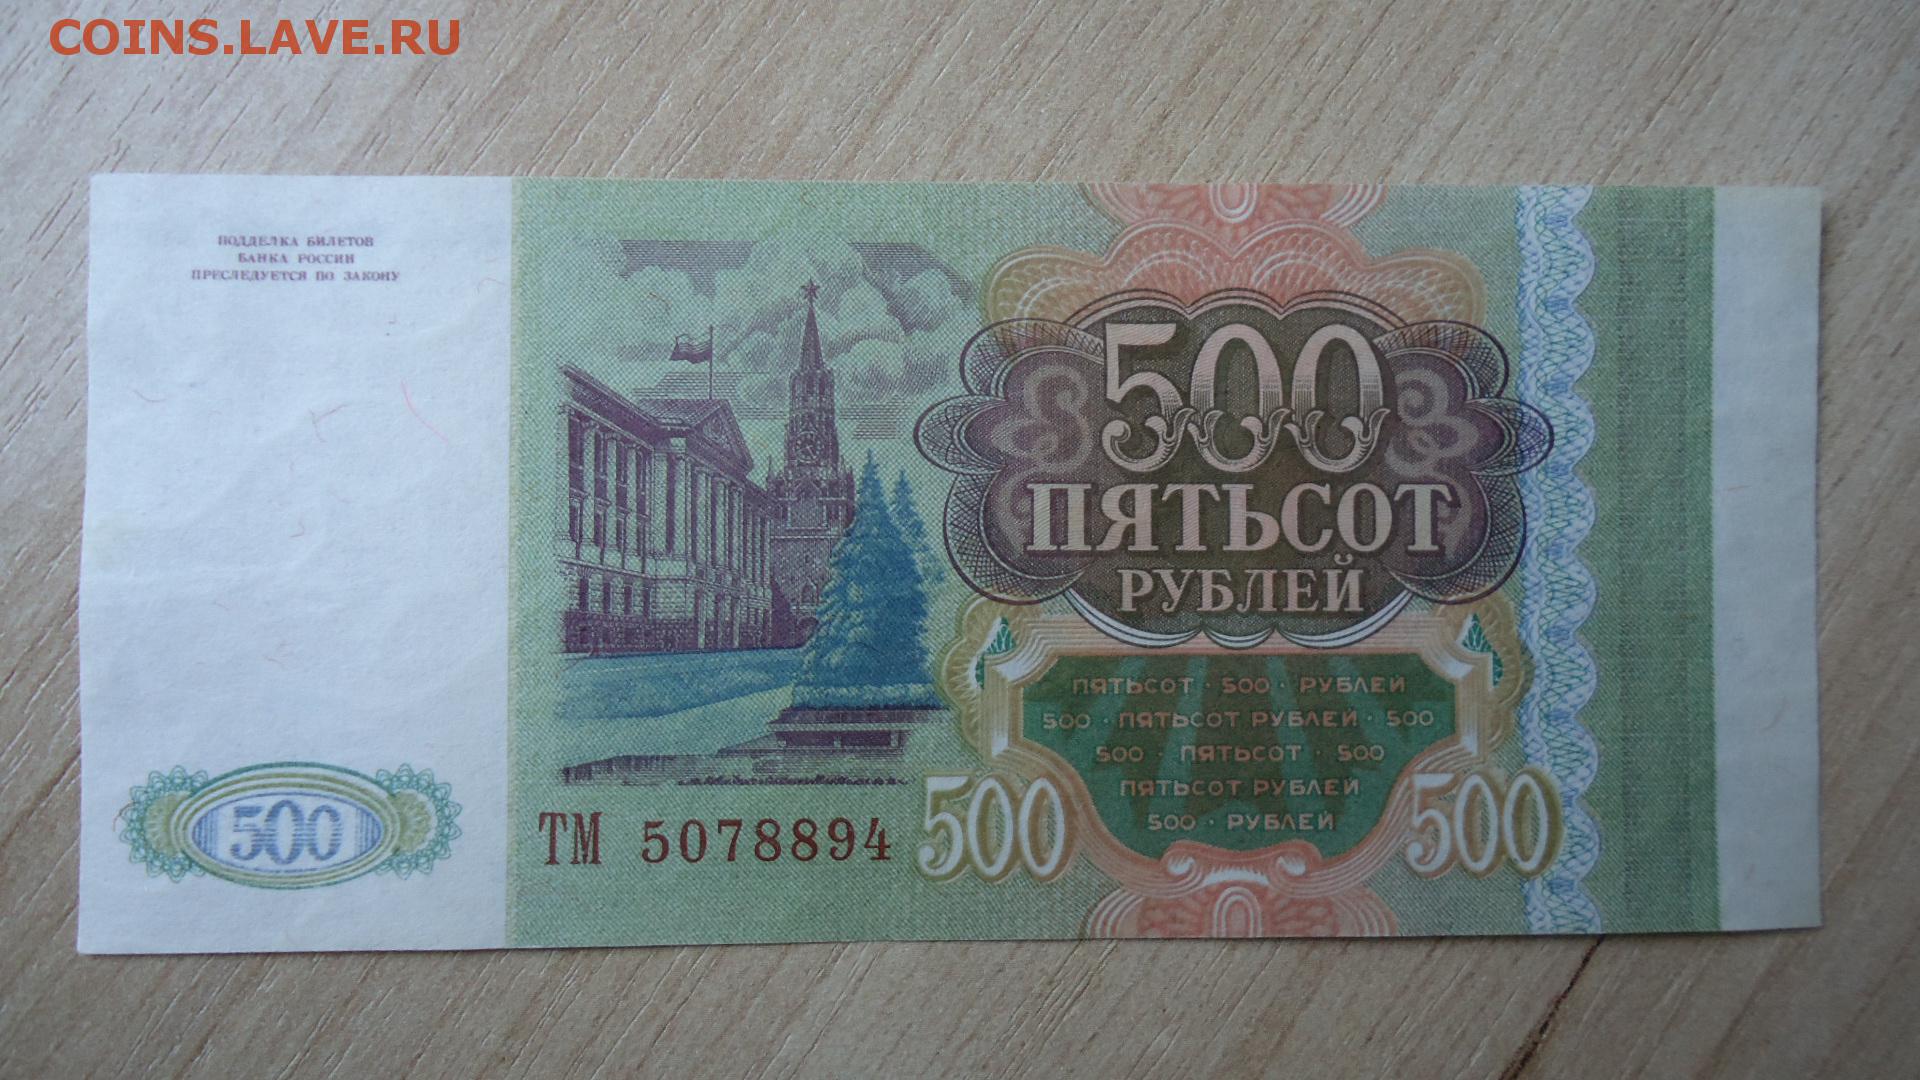 COINS.LAVE.RU
ПОДДЕЛКА БИЛЕТОВ
БАНКА РОССИИ
ПРЕСЛЕДУЕТСЯ ПО ЗАКОНУ
500
ПЯТЬСОТ
РУБЛЕЙ
ПЯТЬСОТ · 500 · РУБЛЕЙ
500 · ПЯТЬСОТ РУБЛЕЙ · 500
500 · ПЯТЬСОТ · 500
ПЯТЬСОТ РУБЛЕЙ
500 · РУБЛЕЙ
500
ТМ 5078894
500
500